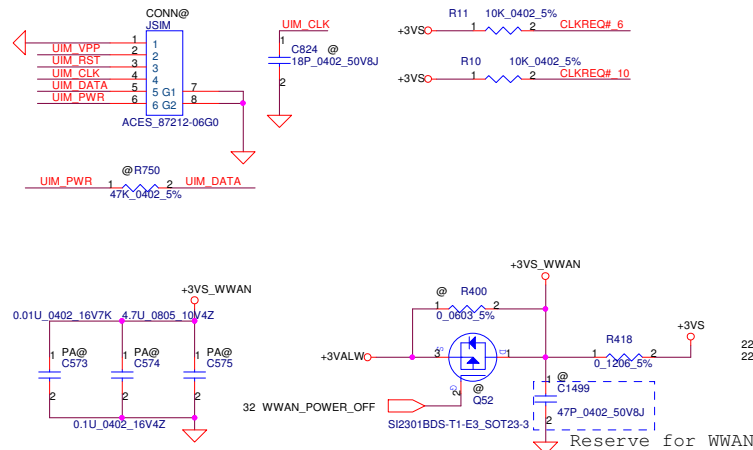 CONN@
JSIM
1 1
UIM_VPP 2 2
UIM_RST 3 3
UIM_CLK 4 4
UIM_DATA 5 5 G1 7
UIM_PWR 6 6 G2 8
ACES_87212-06G0
UIM_CLK
1
C824 @
18P_0402_50V8J
2
R11 10K_0402_5%
+3VS 1 2 CLKREQ#_6
R10 10K_0402_5%
+3VS 1 2 CLKREQ#_10
@R750
UIM_PWR 1 2 UIM_DATA
47K_0402_5%
+3VS_WWAN
0.01U_0402_16V7K 4.7U_0805_10V4Z
1 PA@ 1 PA@ 1 PA@
C573 C574 C575
2 2 2
0.1U_0402_16V4Z
+3VS_WWAN
@ R400
1 2
0_0603_5%
+3VALW 3 S D 1
G
2
@
Q52
32 WWAN_POWER_OFF
SI2301BDS-T1-E3_SOT23-3
R418 +3VS
1 2
0_1206_5%
22
22
@
1 C1499
47P_0402_50V8J
2
Reserve for WWAN